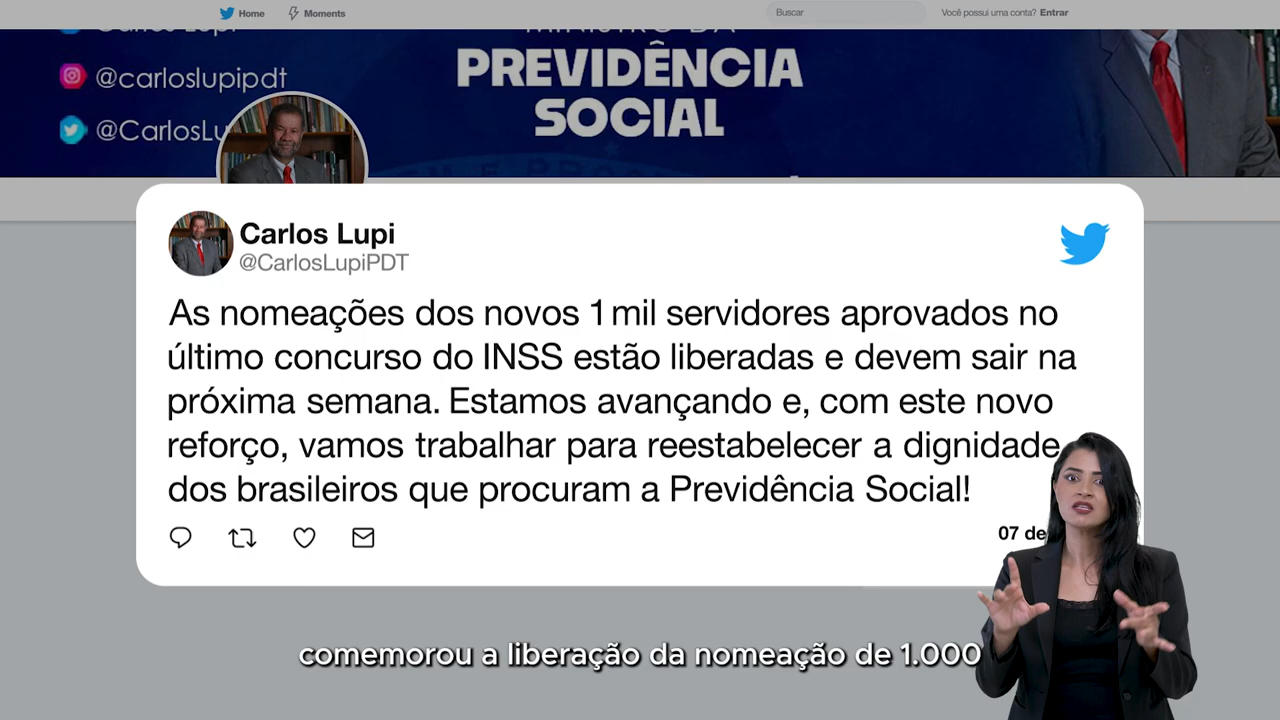 Home
Moments
Buscar
Você possui uma conta? Entrar
@carloslupipdt
PREVIDÊNCIA
@CarlosLu
SOCIAL
Carlos Lupi
@CarlosLupiPDT
As nomeações dos novos 1 mil servidores aprovados no
último concurso do INSS estão liberadas e devem sair na
próxima semana. Estamos avançando e, com este novo
reforço, vamos trabalhar para reestabelecer a dignidade
dos brasileiros que procuram a Previdência Social!
07 de
comemorou a liberação da nomeação de 1.000